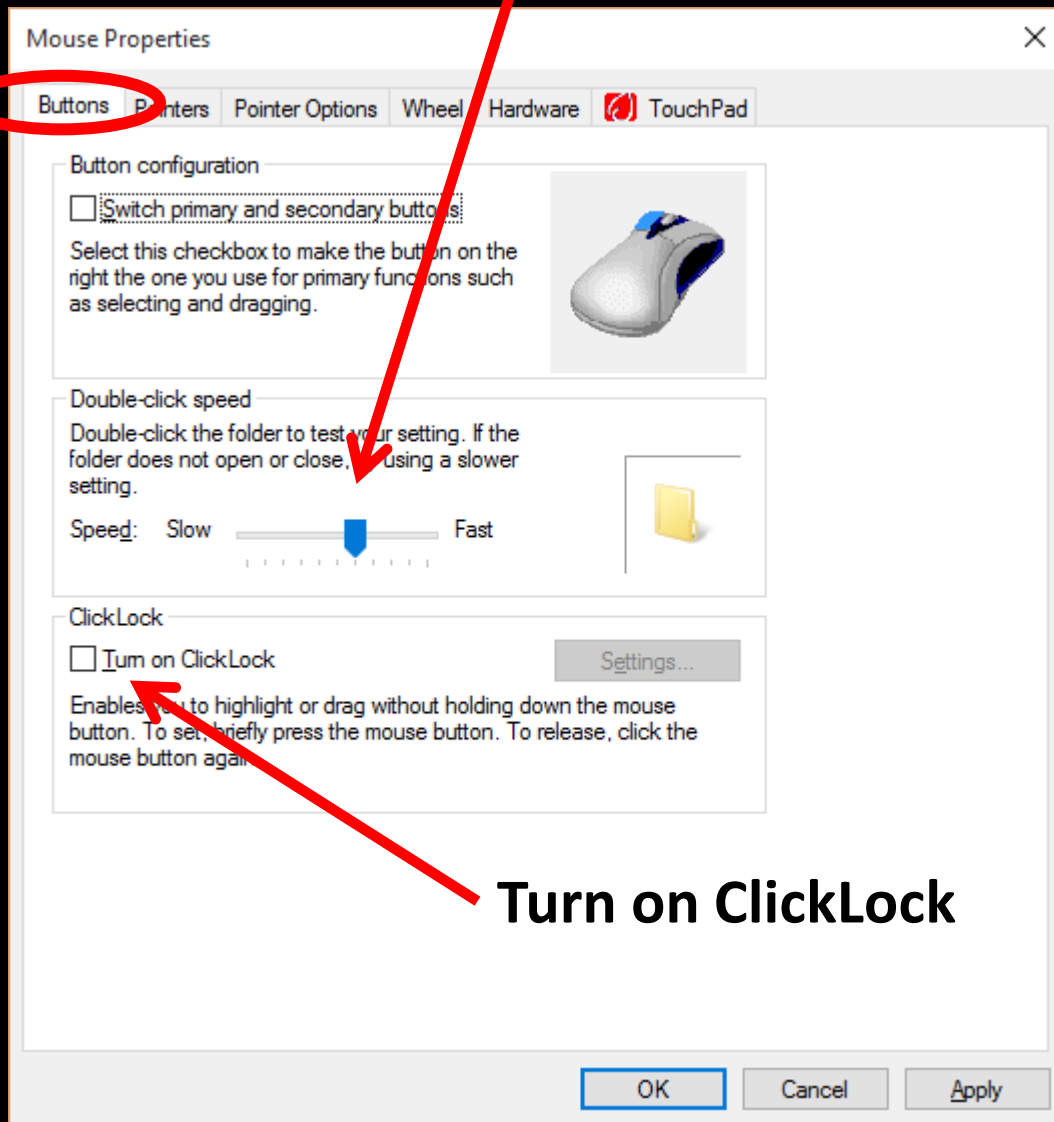 Mouse Properties
Buttons Pointers Pointer Options Wheel Hardware TouchPad
Button configuration
Switch primary and secondary buttons
Select this checkbox to make the button on the
right the one you use for primary functions such
as selecting and dragging.
Double-click speed
Double-click the folder to test your setting. If the
folder does not open or close, using a slower
setting.
Speed: Slow Fast
ClickLock
Turn on ClickLock
Settings...
Enables you to highlight or drag without holding down the mouse
button. To set, briefly press the mouse button. To release, click the
mouse button again
Turn on ClickLock
OK Cancel Apply